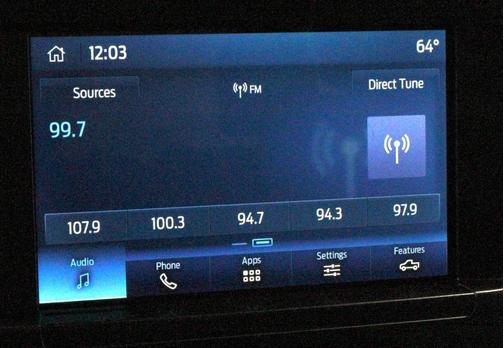 12:03 64°
Sources FM Direct Tune
99.7
107.9 100.3 94.7 94.3 97.9
Audio Phone Apps Settings Features